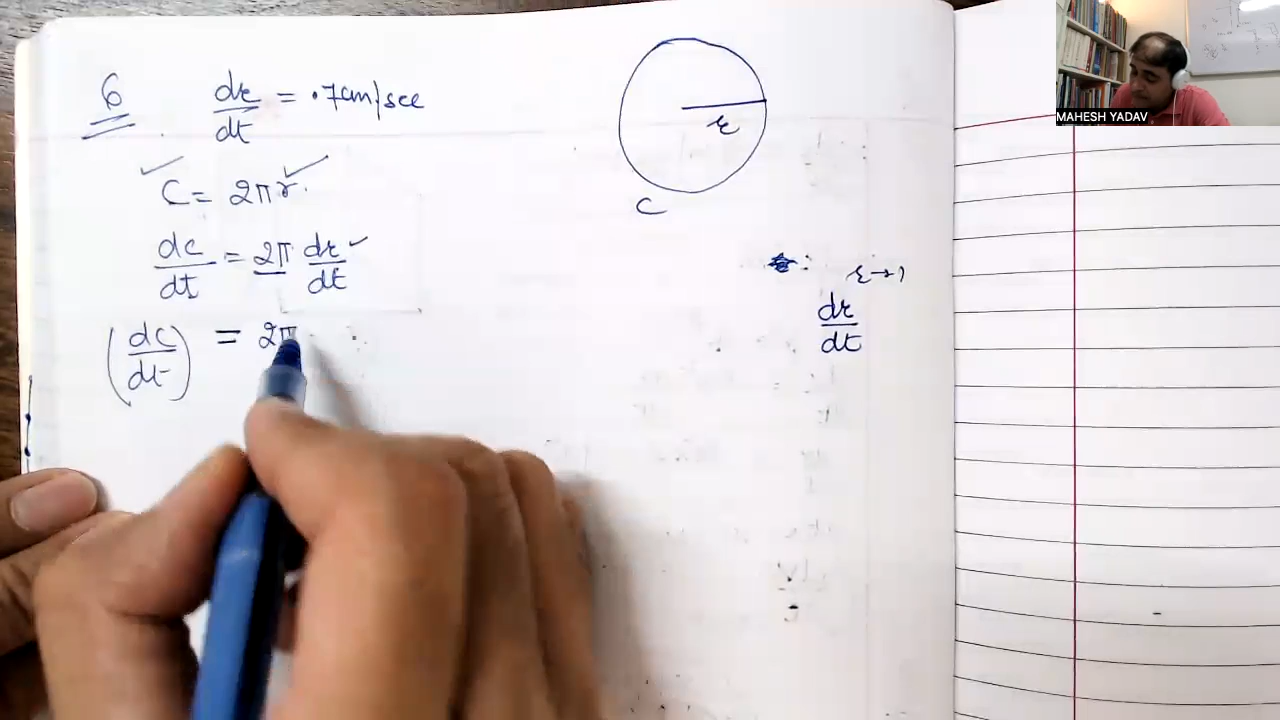 6 dr/dt = .7cm/sec
C = 2πr.
dc/dt = 2π dr/dt
(dc/dt) = 2π
r
C
r→
dr/dt
MAHESH YADAV